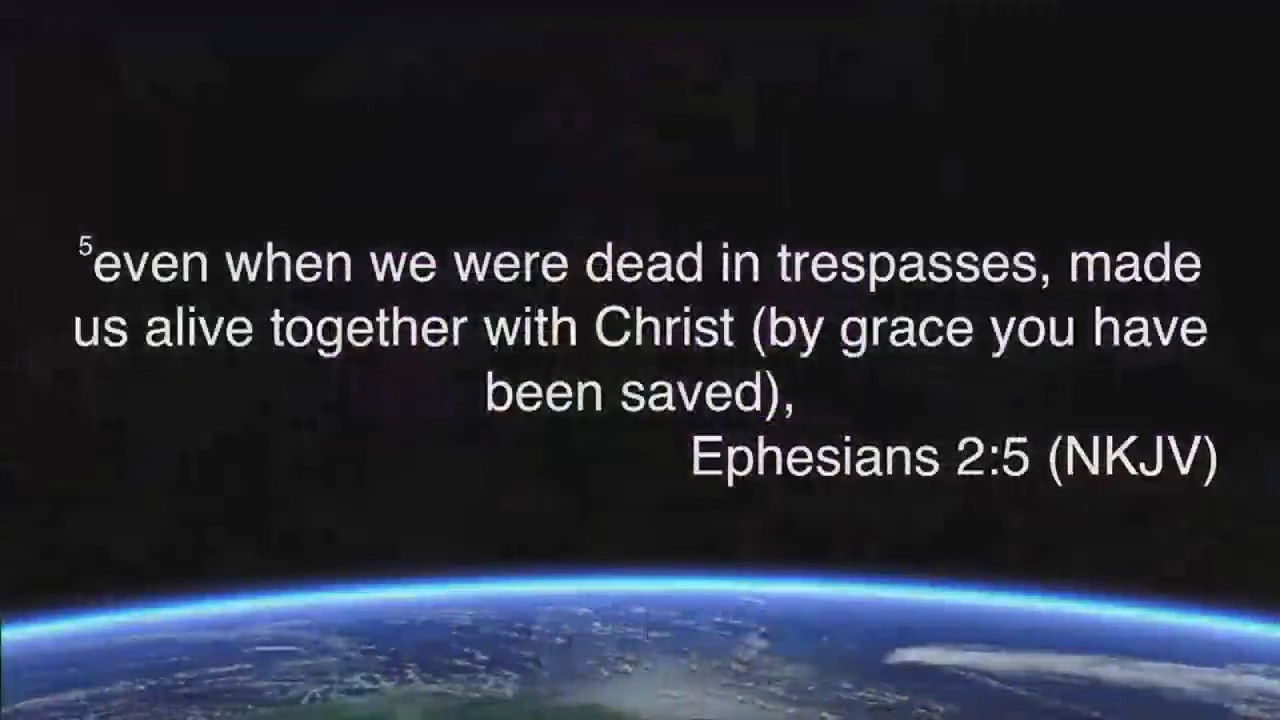 ⁵even when we were dead in trespasses, made
us alive together with Christ (by grace you have
been saved),
Ephesians 2:5 (NKJV)